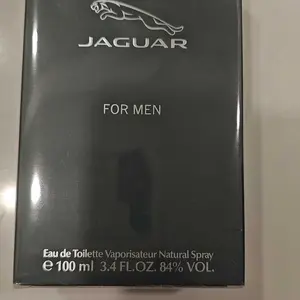 JAGUAR
FOR MEN
Eau de Toilette Vaporisateur Natural Spray
℮ 100 ml 3.4 FL.OZ. 84% VOL.